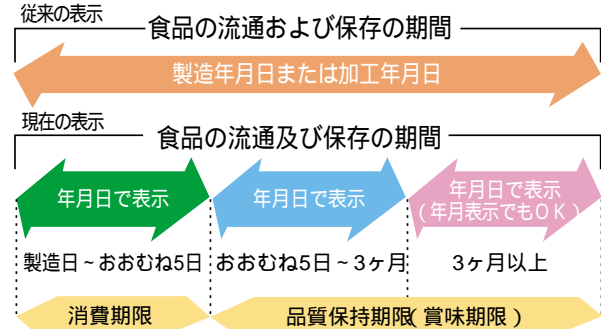 従来の表示
食品の流通および保存の期間
製造年月日または加工年月日
現在の表示
食品の流通及び保存の期間
年月日で表示
年月日で表示
年月日で表示
(年月表示でもOK)
製造日~おおむね5日
おおむね5日~3ヶ月
3ヶ月以上
消費期限
品質保持期限(賞味期限)